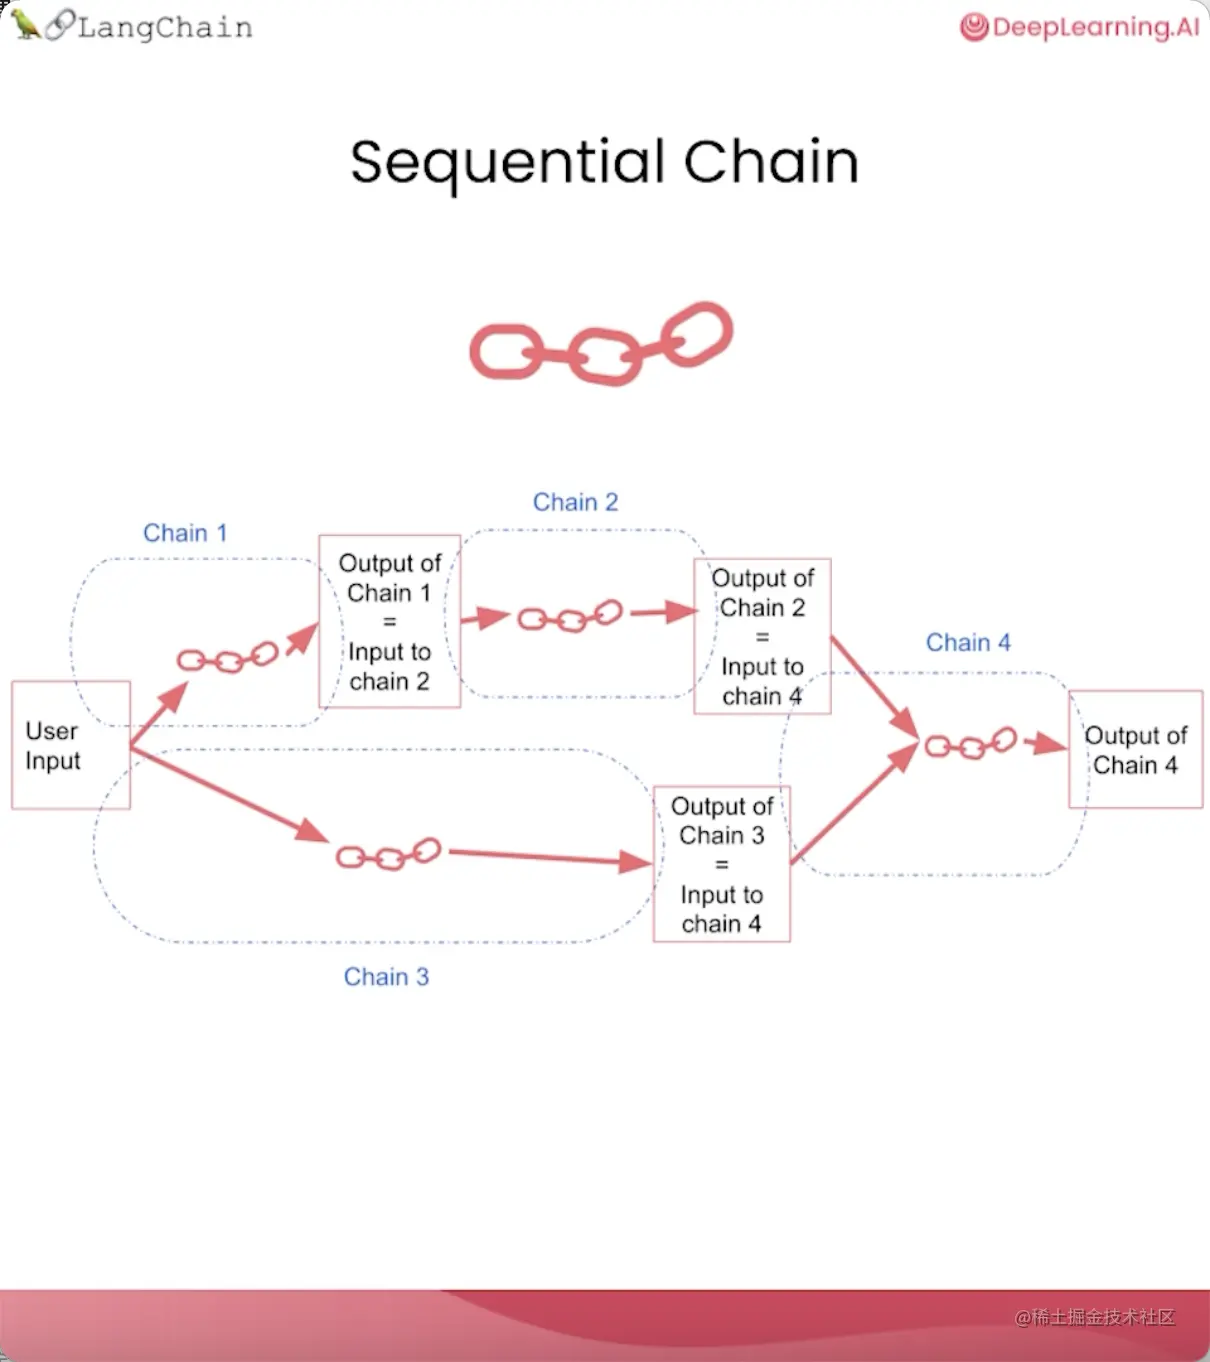 LangChain
DeepLearning.AI
Sequential Chain
Chain 1
Chain 2
Output of
Chain 1
=
Input to
chain 2
Output of
Chain 2
=
Input to
chain 4
Chain 4
User
Input
Output of
Chain 4
Output of
Chain 3
=
Input to
chain 4
Chain 3
@稀土掘金技术社区